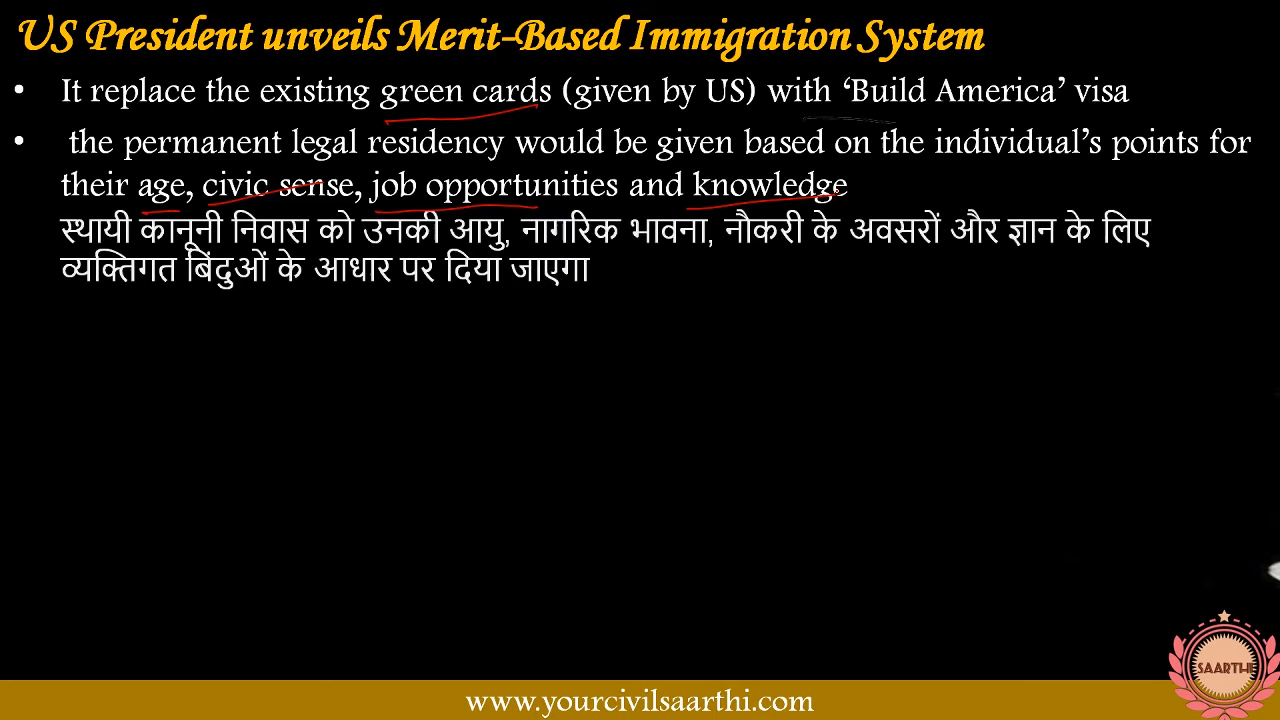 US President unveils Merit-Based Immigration System
• It replace the existing green cards (given by US) with ‘Build America’ visa
• the permanent legal residency would be given based on the individual’s points for
their age, civic sense, job opportunities and knowledge
स्थायी कानूनी निवास को उनकी आयु, नागरिक भावना, नौकरी के अवसरों और ज्ञान के लिए
व्यक्तिगत बिंदुओं के आधार पर दिया जाएगा
SAARTHI
www.yourcivilsaarthi.com